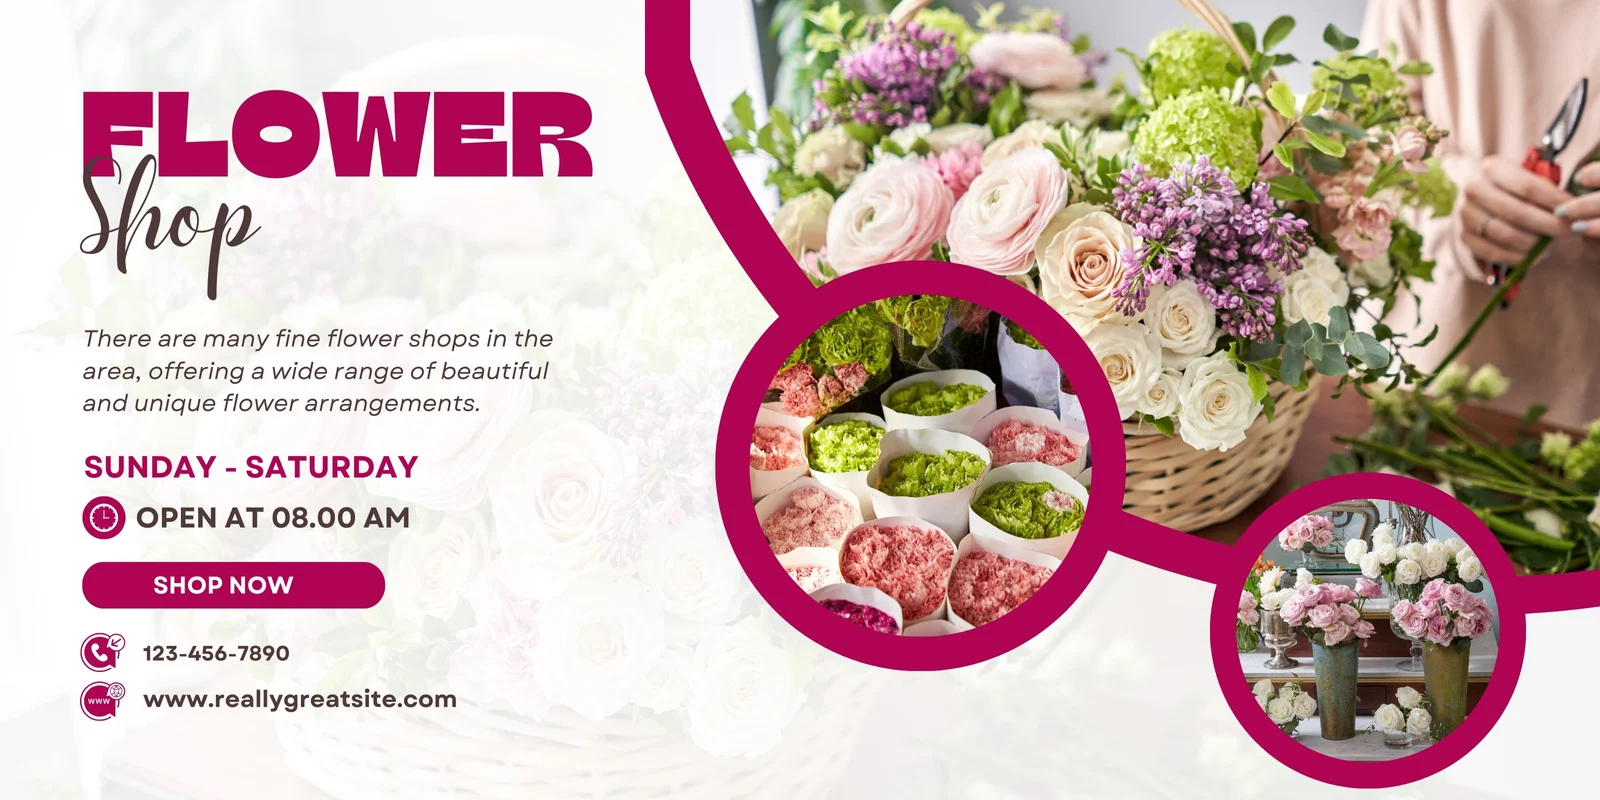 FLOWER
Shop
There are many fine flower shops in the
area, offering a wide range of beautiful
and unique flower arrangements.
SUNDAY - SATURDAY
OPEN AT 08.00 AM
SHOP NOW
123-456-7890
www
www.reallygreatsite.com